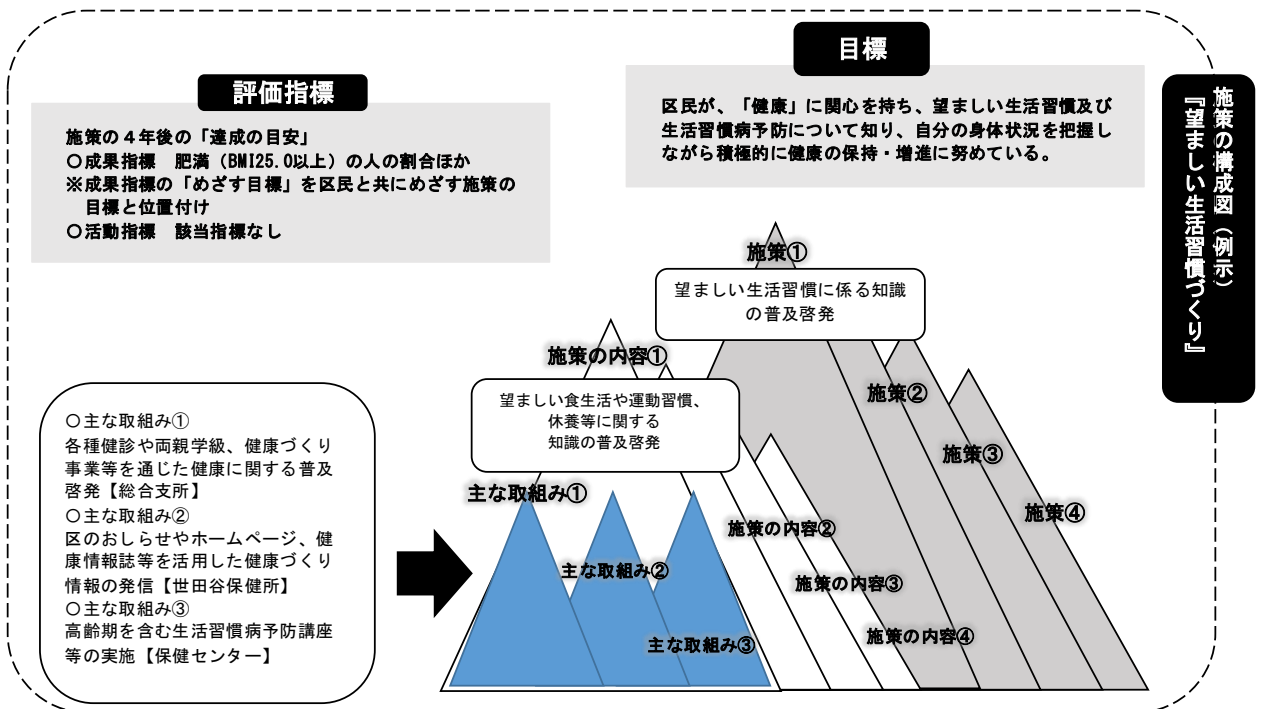 施策の構成図（例示）
『望ましい生活習慣づくり』
目標
区民が、「健康」に関心を持ち、望ましい生活習慣及び
生活習慣病予防について知り、自分の身体状況を把握し
ながら積極的に健康の保持・増進に努めている。
評価指標
施策の４年後の「達成の目安」
○成果指標　肥満（BMI25.0以上）の人の割合ほか
※成果指標の「めざす目標」を区民と共にめざす施策の
目標と位置付け
○活動指標　該当指標なし
施策①
望ましい生活習慣に係る知識
の普及啓発
施策②
施策③
施策④
施策の内容①
望ましい食生活や運動習慣、
休養等に関する
知識の普及啓発
施策の内容②
施策の内容③
施策の内容④
主な取組み①
主な取組み②
主な取組み③
○主な取組み①
各種健診や両親学級、健康づくり
事業等を通じた健康に関する普及
啓発【総合支所】
○主な取組み②
区のおしらせやホームページ、健
康情報誌等を活用した健康づくり
情報の発信【世田谷保健所】
○主な取組み③
高齢期を含む生活習慣病予防講座
等の実施【保健センター】